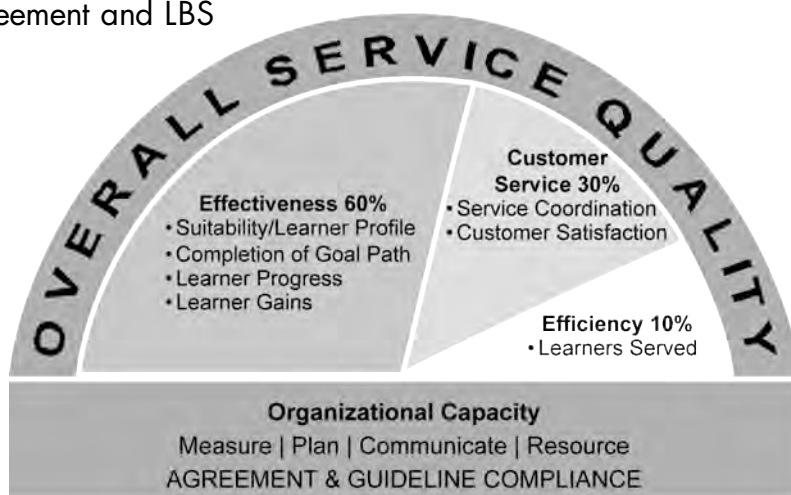 eement and LBS
OVERALL SERVICE QUALITY
Effectiveness 60%
• Suitability/Learner Profile
• Completion of Goal Path
• Learner Progress
• Learner Gains
Customer
Service 30%
• Service Coordination
• Customer Satisfaction
Efficiency 10%
• Learners Served
Organizational Capacity
Measure | Plan | Communicate | Resource
AGREEMENT & GUIDELINE COMPLIANCE